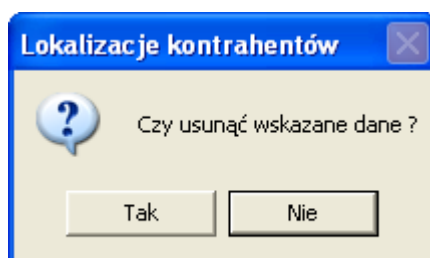 Lokalizacje kontrahentów
Czy usunąć wskazane dane ?
Tak
Nie